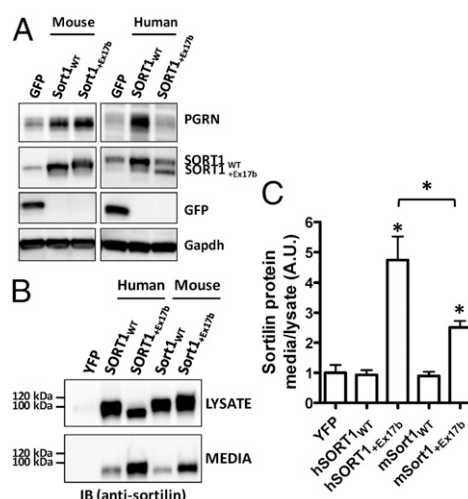 A
Mouse
Human
GFP
Sort1WT
Sort1+Ex17b
GFP
SORT1WT
SORT1+Ex17b
PGRN
SORT1WT
SORT1+Ex17b
GFP
Gapdh
B
Human
Mouse
YFP
SORT1WT
SORT1+Ex17b
Sort1WT
Sort1+Ex17b
120 kDa
100 kDa
LYSATE
120 kDa
100 kDa
MEDIA
IB (anti-sortilin)
C
Sortilin protein
media/lysate (A.U.)
6
5
4
3
2
1
0
*
*
*
YFP
hSORT1WT
hSORT1+Ex17b
mSort1WT
mSort1+Ex17b